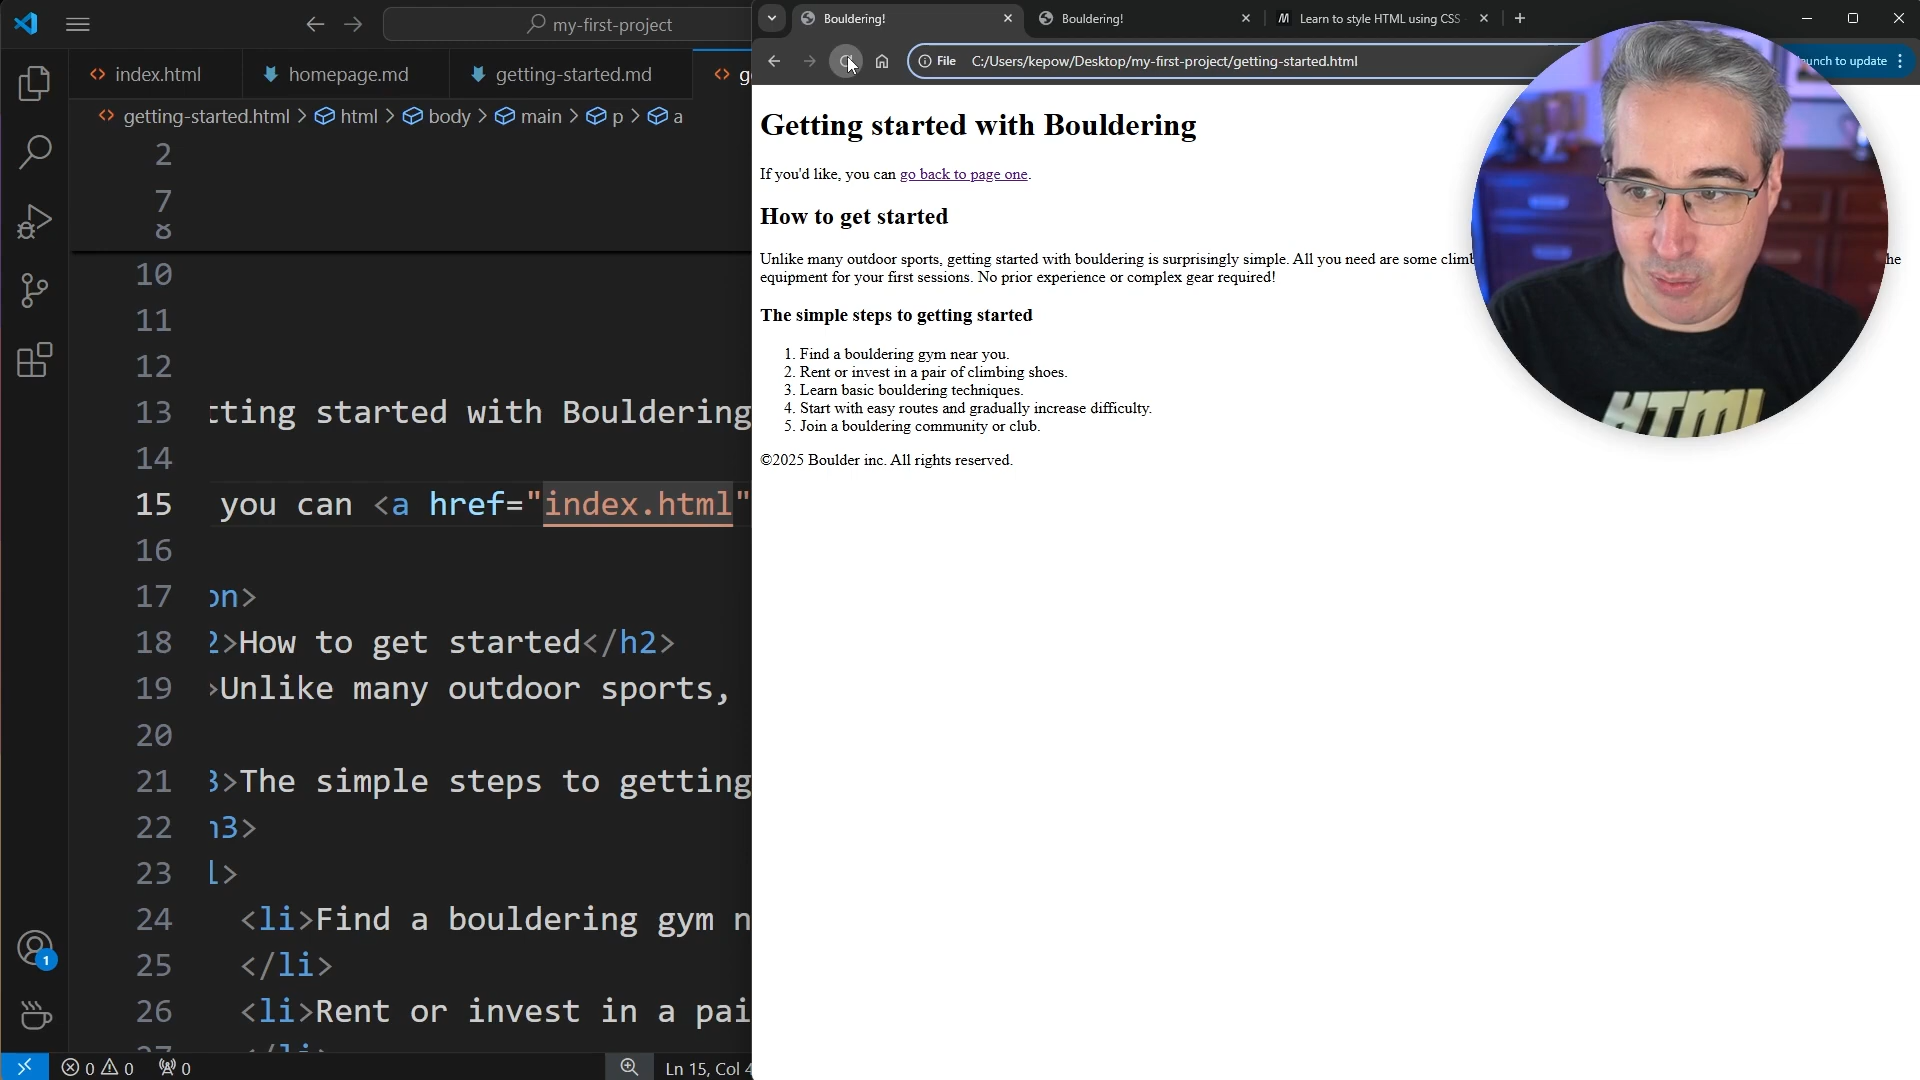 my-first-project
index.html
homepage.md
getting-started.md
getting-started.html > html > body > main > p > a
2
7
8
10
11
12
13 tting started with Bouldering
14
15 you can <a href="index.html"
16
17 on>
18 2>How to get started</h2>
19 >Unlike many outdoor sports,
20
21 3>The simple steps to getting
22 h3>
23 l>
24 <li>Find a bouldering gym n
25 </li>
26 <li>Rent or invest in a pai
27 </li>
1
0 0 0
Ln 15, Col 4
Bouldering!
Bouldering!
Learn to style HTML using CSS
File C:/Users/kepow/Desktop/my-first-project/getting-started.html
aunch to update
Getting started with Bouldering
If you'd like, you can go back to page one.
How to get started
Unlike many outdoor sports, getting started with bouldering is surprisingly simple. All you need are some climb he
equipment for your first sessions. No prior experience or complex gear required!
The simple steps to getting started
1. Find a bouldering gym near you.
2. Rent or invest in a pair of climbing shoes.
3. Learn basic bouldering techniques.
4. Start with easy routes and gradually increase difficulty.
5. Join a bouldering community or club.
©2025 Boulder inc. All rights reserved.
HTML